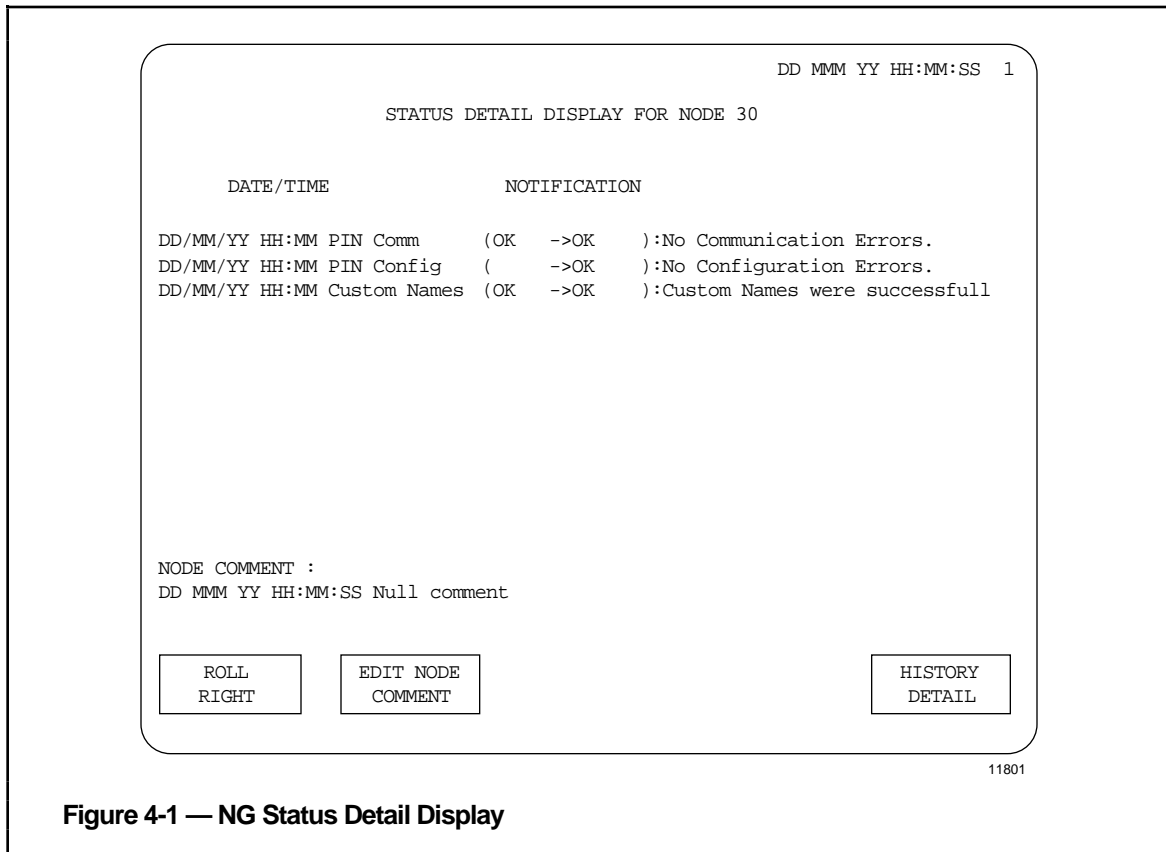 DD MMM YY HH:MM:SS 1
STATUS DETAIL DISPLAY FOR NODE 30
DATE/TIME NOTIFICATION
DD/MM/YY HH:MM PIN Comm (OK ->OK ):No Communication Errors.
DD/MM/YY HH:MM PIN Config ( ->OK ):No Configuration Errors.
DD/MM/YY HH:MM Custom Names (OK ->OK ):Custom Names were successfull
NODE COMMENT :
DD MMM YY HH:MM:SS Null comment
ROLL RIGHT
EDIT NODE COMMENT
HISTORY DETAIL
11801
Figure 4-1 — NG Status Detail Display